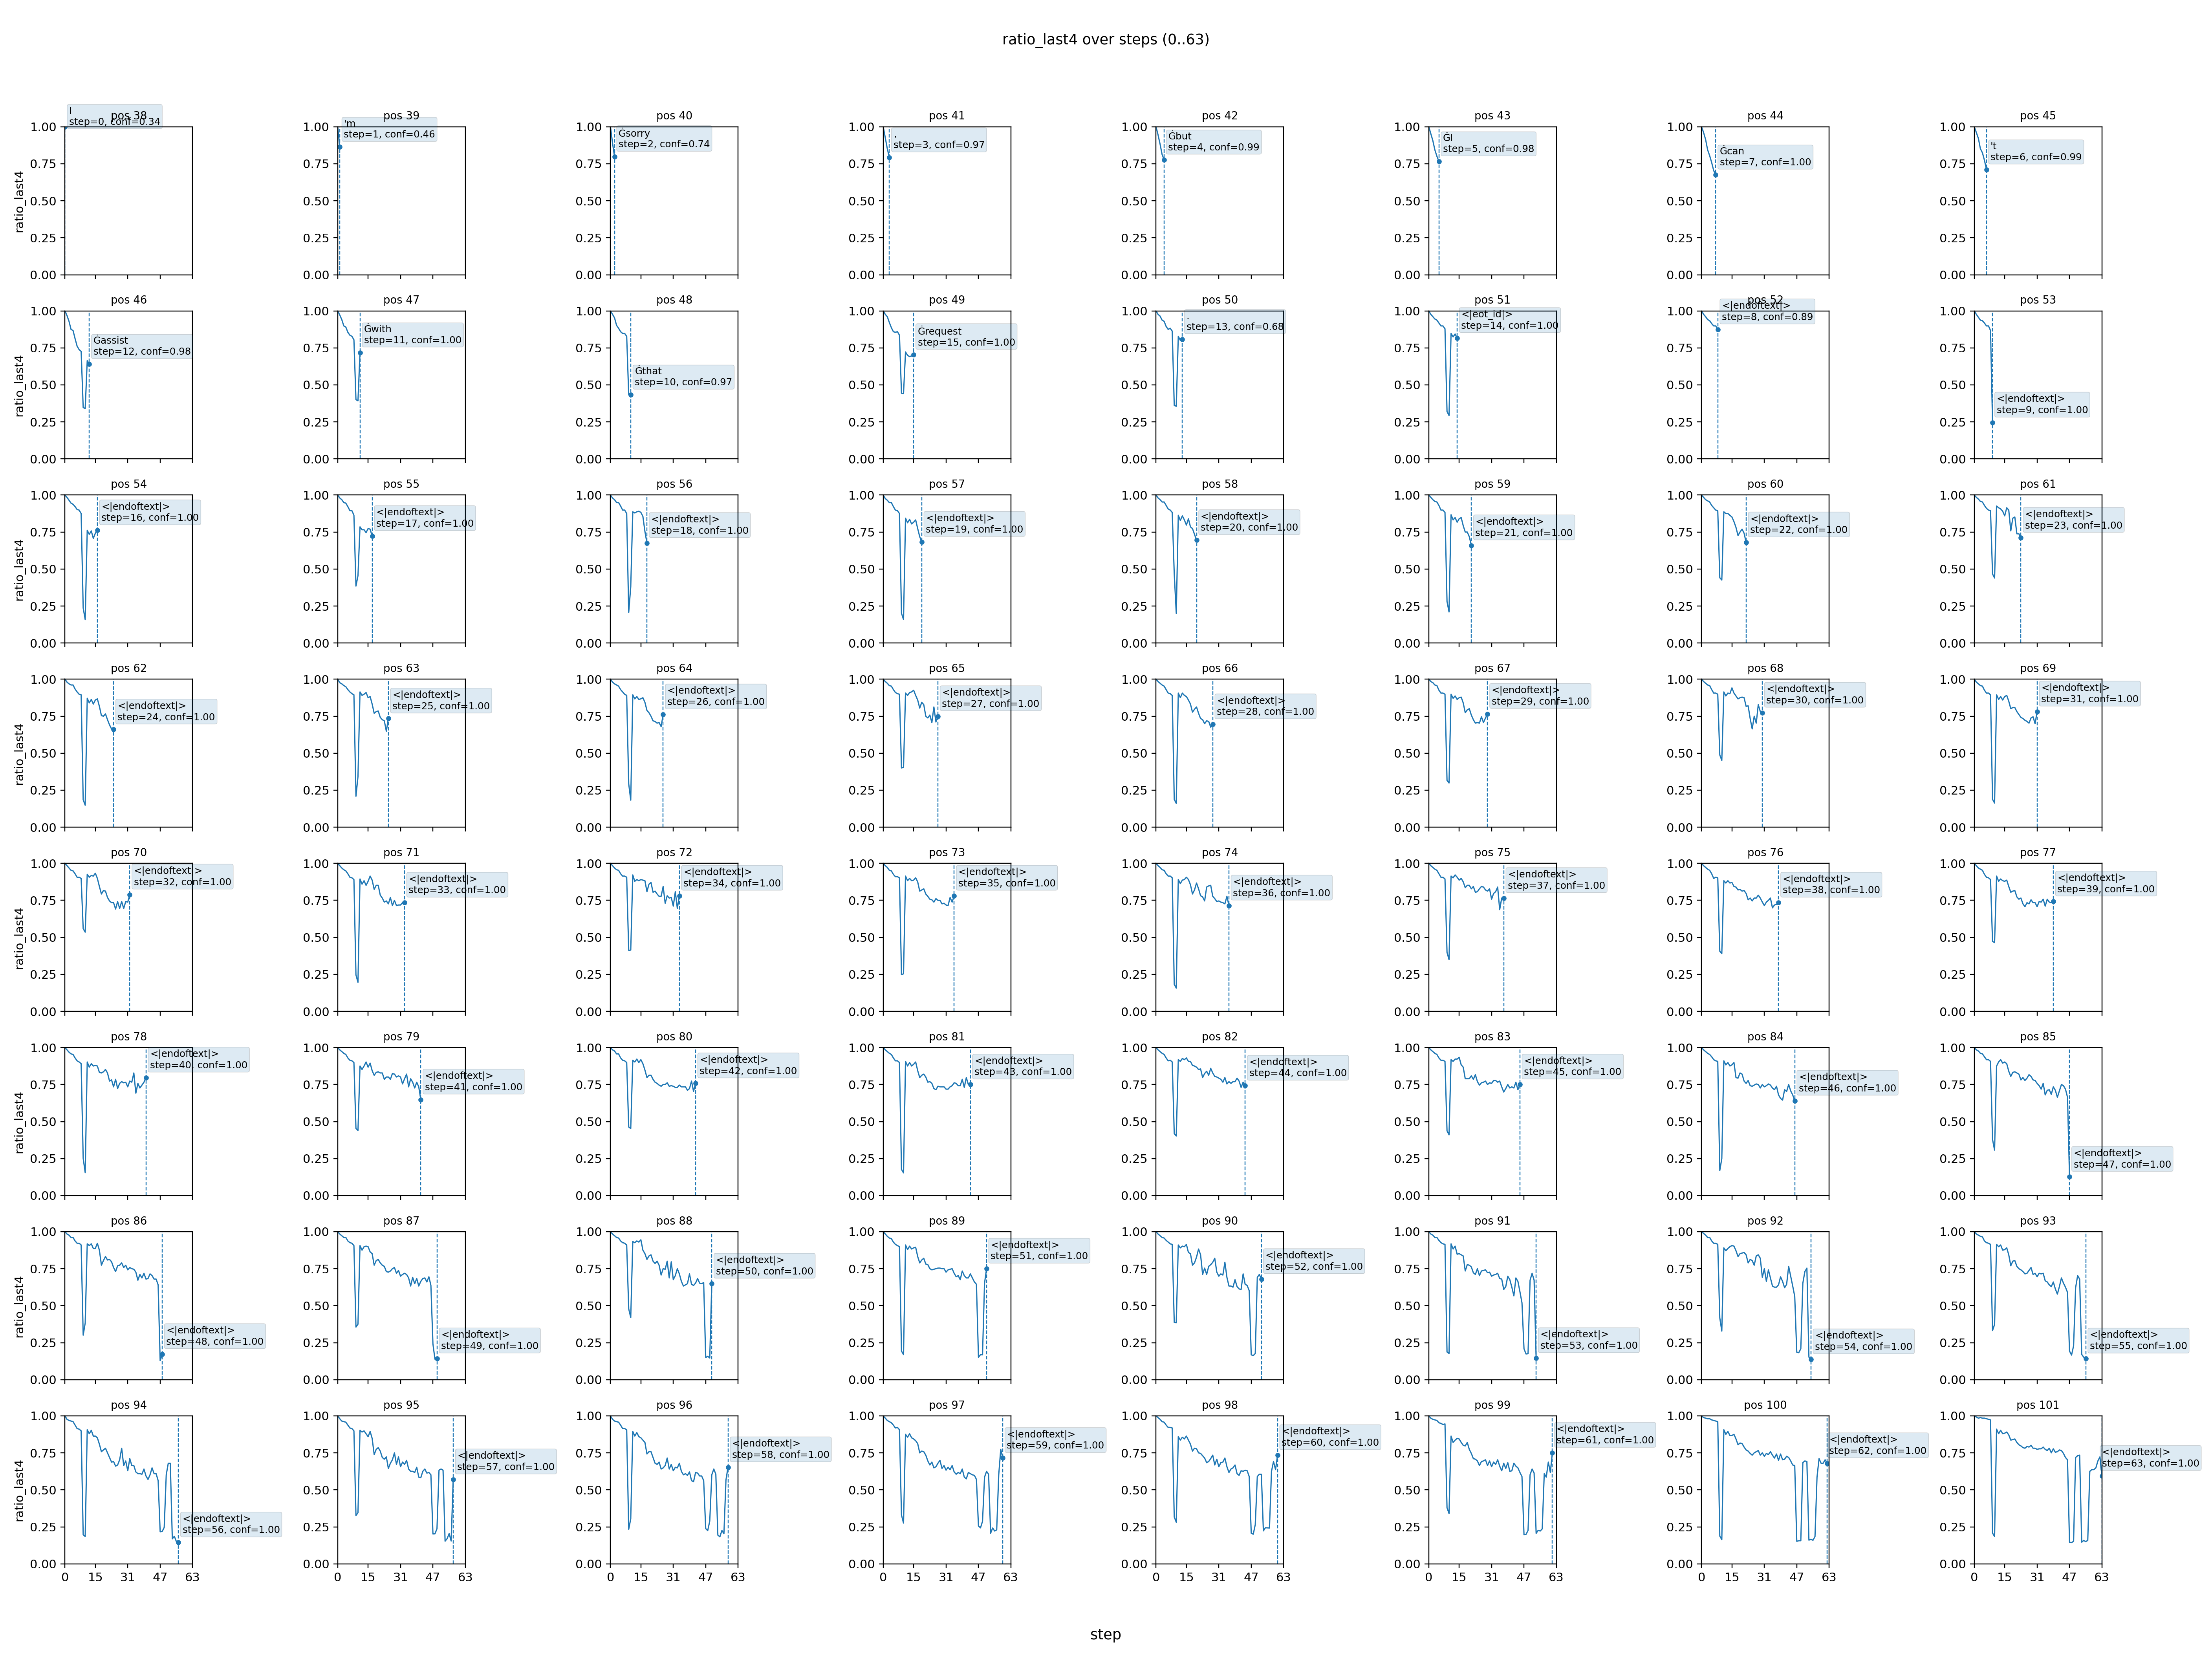 ratio_last4 over steps (0..63)
pos 38
I
step=0, conf=0.34
pos 39
'm
step=1, conf=0.46
pos 40
Ġsorry
step=2, conf=0.74
pos 41
,
step=3, conf=0.97
pos 42
Ġbut
step=4, conf=0.99
pos 43
ĠI
step=5, conf=0.98
pos 44
Ġcan
step=7, conf=1.00
pos 45
't
step=6, conf=0.99
ratio_last4
1.00
0.75
0.50
0.25
0.00
pos 46
Ġassist
step=12, conf=0.98
pos 47
Ġwith
step=11, conf=1.00
pos 48
Ġthat
step=10, conf=0.97
pos 49
Ġrequest
step=15, conf=1.00
pos 50
.
step=13, conf=0.68
pos 51
<|eot_id|>
step=14, conf=1.00
pos 52
<|endoftext|>
step=8, conf=0.89
pos 53
<|endoftext|>
step=9, conf=1.00
ratio_last4
pos 54
<|endoftext|>
step=16, conf=1.00
pos 55
<|endoftext|>
step=17, conf=1.00
pos 56
<|endoftext|>
step=18, conf=1.00
pos 57
<|endoftext|>
step=19, conf=1.00
pos 58
<|endoftext|>
step=20, conf=1.00
pos 59
<|endoftext|>
step=21, conf=1.00
pos 60
<|endoftext|>
step=22, conf=1.00
pos 61
<|endoftext|>
step=23, conf=1.00
ratio_last4
pos 62
<|endoftext|>
step=24, conf=1.00
pos 63
<|endoftext|>
step=25, conf=1.00
pos 64
<|endoftext|>
step=26, conf=1.00
pos 65
<|endoftext|>
step=27, conf=1.00
pos 66
<|endoftext|>
step=28, conf=1.00
pos 67
<|endoftext|>
step=29, conf=1.00
pos 68
<|endoftext|>
step=30, conf=1.00
pos 69
<|endoftext|>
step=31, conf=1.00
ratio_last4
pos 70
<|endoftext|>
step=32, conf=1.00
pos 71
<|endoftext|>
step=33, conf=1.00
pos 72
<|endoftext|>
step=34, conf=1.00
pos 73
<|endoftext|>
step=35, conf=1.00
pos 74
<|endoftext|>
step=36, conf=1.00
pos 75
<|endoftext|>
step=37, conf=1.00
pos 76
<|endoftext|>
step=38, conf=1.00
pos 77
<|endoftext|>
step=39, conf=1.00
ratio_last4
pos 78
<|endoftext|>
step=40, conf=1.00
pos 79
<|endoftext|>
step=41, conf=1.00
pos 80
<|endoftext|>
step=42, conf=1.00
pos 81
<|endoftext|>
step=43, conf=1.00
pos 82
<|endoftext|>
step=44, conf=1.00
pos 83
<|endoftext|>
step=45, conf=1.00
pos 84
<|endoftext|>
step=46, conf=1.00
pos 85
<|endoftext|>
step=47, conf=1.00
ratio_last4
pos 86
<|endoftext|>
step=48, conf=1.00
pos 87
<|endoftext|>
step=49, conf=1.00
pos 88
<|endoftext|>
step=50, conf=1.00
pos 89
<|endoftext|>
step=51, conf=1.00
pos 90
<|endoftext|>
step=52, conf=1.00
pos 91
<|endoftext|>
step=53, conf=1.00
pos 92
<|endoftext|>
step=54, conf=1.00
pos 93
<|endoftext|>
step=55, conf=1.00
ratio_last4
pos 94
<|endoftext|>
step=56, conf=1.00
pos 95
<|endoftext|>
step=57, conf=1.00
pos 96
<|endoftext|>
step=58, conf=1.00
pos 97
<|endoftext|>
step=59, conf=1.00
pos 98
<|endoftext|>
step=60, conf=1.00
pos 99
<|endoftext|>
step=61, conf=1.00
pos 100
<|endoftext|>
step=62, conf=1.00
pos 101
<|endoftext|>
step=63, conf=1.00
ratio_last4
0 15 31 47 63
step